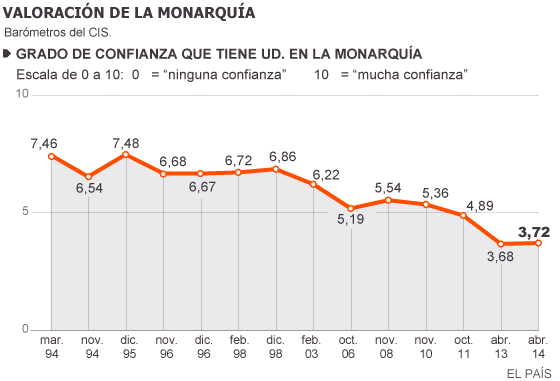 VALORACIÓN DE LA MONARQUÍA
Barómetros del CIS.
GRADO DE CONFIANZA QUE TIENE UD. EN LA MONARQUÍA
Escala de 0 a 10: 0 = “ninguna confianza” 10 = “mucha confianza”
10
7,46 7,48 6,68 6,72 6,86 6,22
6,54 6,67
5 5,19 5,54 5,36 4,89
3,72
3,68
0
mar. nov. dic. nov. dic. feb. dic. feb. oct. nov. nov. oct. abr. abr.
94 94 95 96 96 98 98 03 06 08 10 11 13 14
EL PAÍS